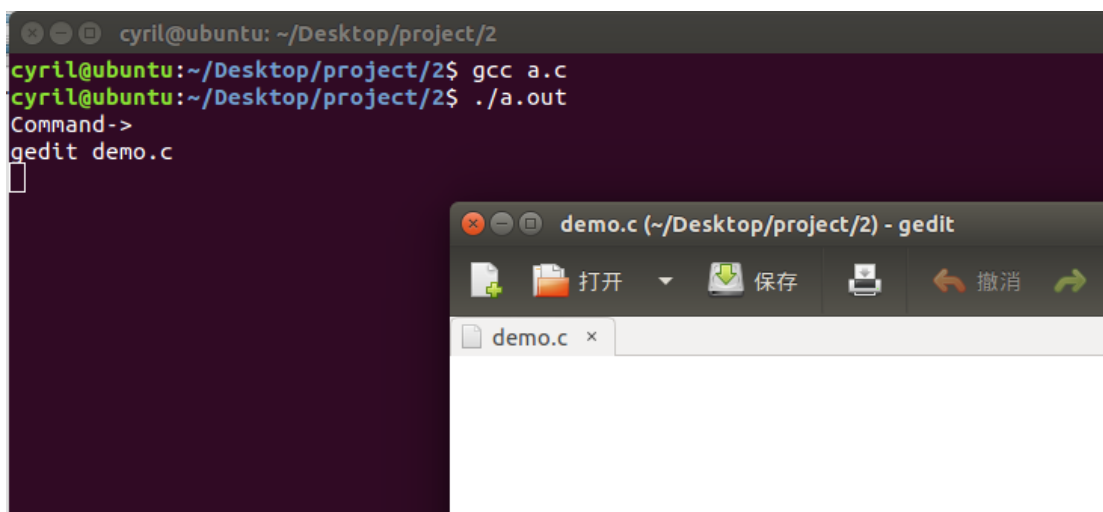 cyril@ubuntu: ~/Desktop/project/2
cyril@ubuntu:~/Desktop/project/2$ gcc a.c
cyril@ubuntu:~/Desktop/project/2$ ./a.out
Command->
gedit demo.c
demo.c (~/Desktop/project/2) - gedit
打开 保存 撤消
demo.c ×